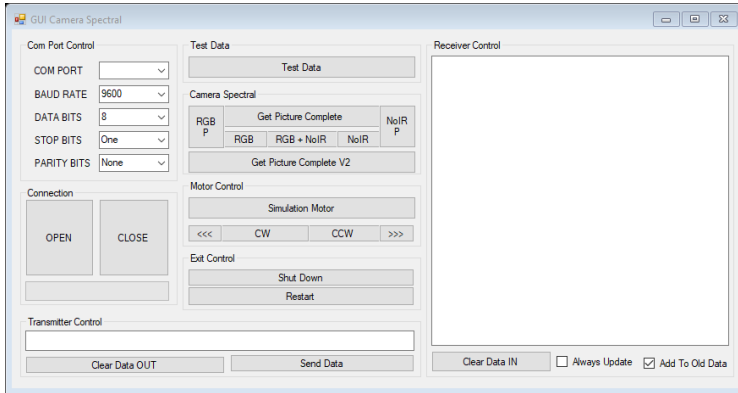 GUI Camera Spectral
Com Port Control
COM PORT
BAUD RATE 9600
DATA BITS 8
STOP BITS One
PARITY BITS None
Connection
OPEN CLOSE
Test Data
Test Data
Camera Spectral
RGB P
Get Picture Complete
NoIR P
RGB RGB + NoIR NoIR
Get Picture Complete V2
Motor Control
Simulation Motor
<<< CW CCW >>>
Exit Control
Shut Down
Restart
Transmitter Control
Clear Data OUT Send Data
Receiver Control
Clear Data IN Always Update Add To Old Data